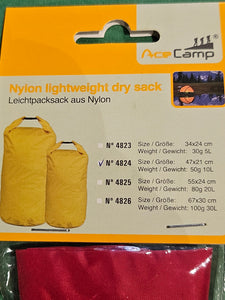 AceCamp
Nylon lightweight dry sack
Leichtpacksack aus Nylon
N° 4823 Size / Größe: 34x24 cm
Weight / Gewicht: 30g 5L
✓ N° 4824 Size / Größe: 47x21 cm
Weight / Gewicht: 50g 10L
N° 4825 Size / Größe: 55x24 cm
Weight / Gewicht: 80g 20L
N° 4826 Size / Größe: 67x30 cm
Weight / Gewicht: 100g 30L